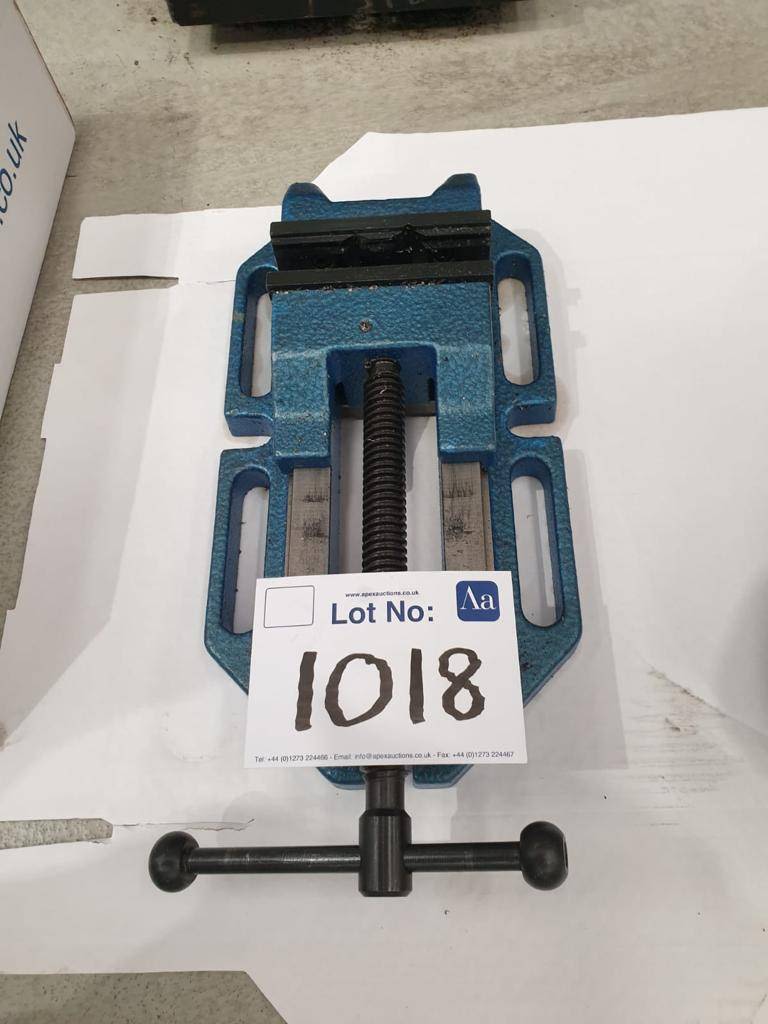 .co.uk
www.apexauctions.co.uk
Lot No:
Aa
1018
Tel: +44 (0)1273 224466 - Email: info@apexauctions.co.uk - Fax: +44 (0)1273 224467